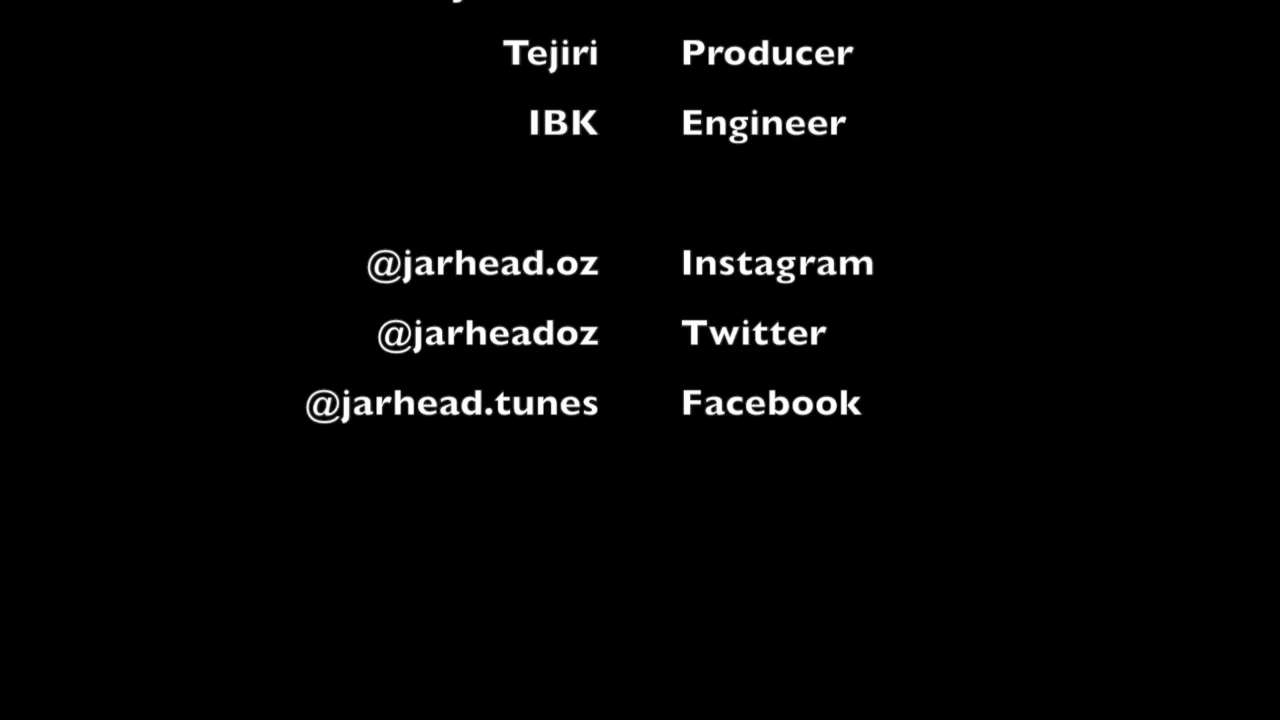 Tejiri Producer
IBK Engineer
@jarhead.oz Instagram
@jarheadoz Twitter
@jarhead.tunes Facebook